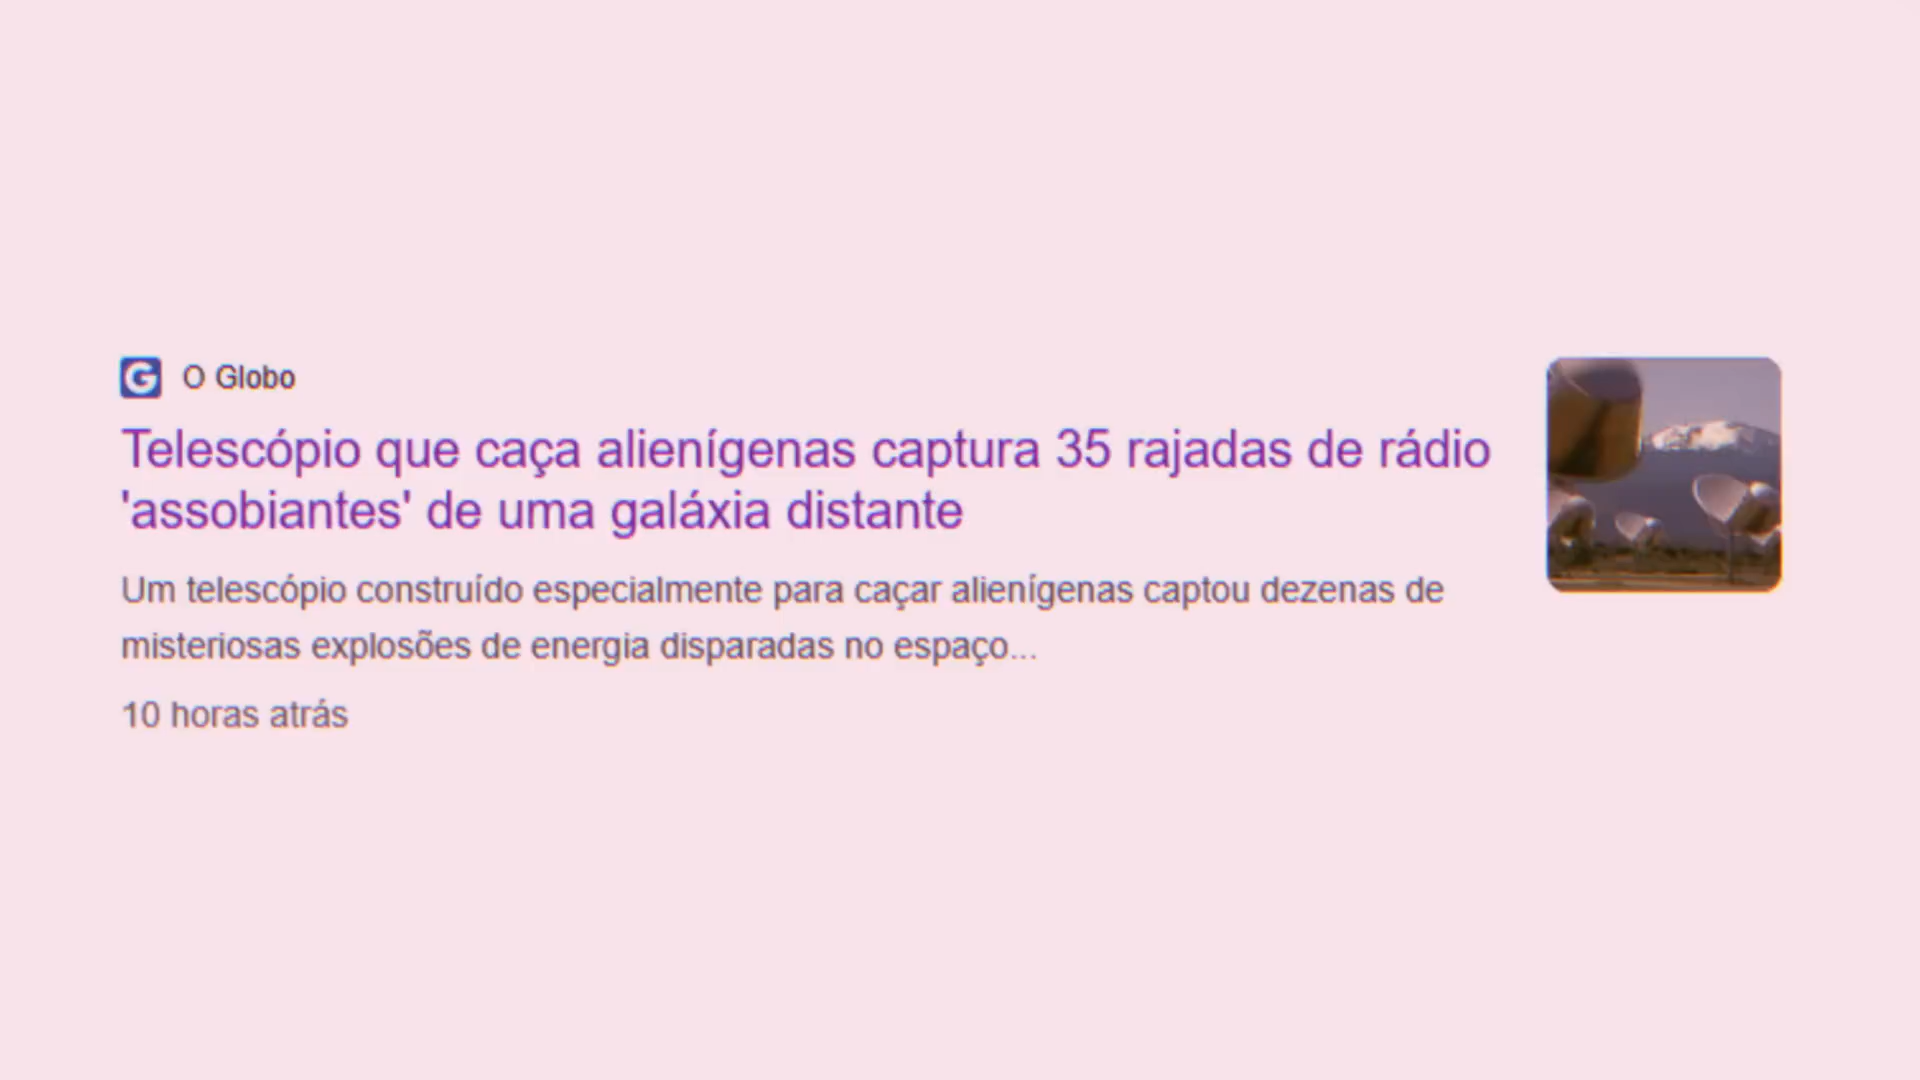 G O Globo
Telescópio que caça alienígenas captura 35 rajadas de rádio
'assobiantes' de uma galáxia distante
Um telescópio construído especialmente para caçar alienígenas captou dezenas de
misteriosas explosões de energia disparadas no espaço...
10 horas atrás